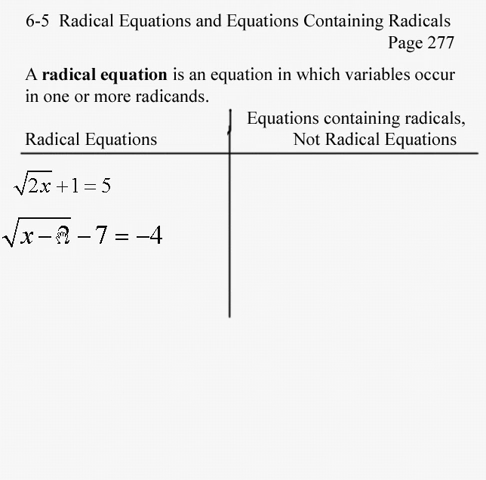 6-5 Radical Equations and Equations Containing Radicals
Page 277
A radical equation is an equation in which variables occur
in one or more radicands.
Radical Equations
Equations containing radicals,
Not Radical Equations
√2x + 1 = 5
√x − − 7 = −4